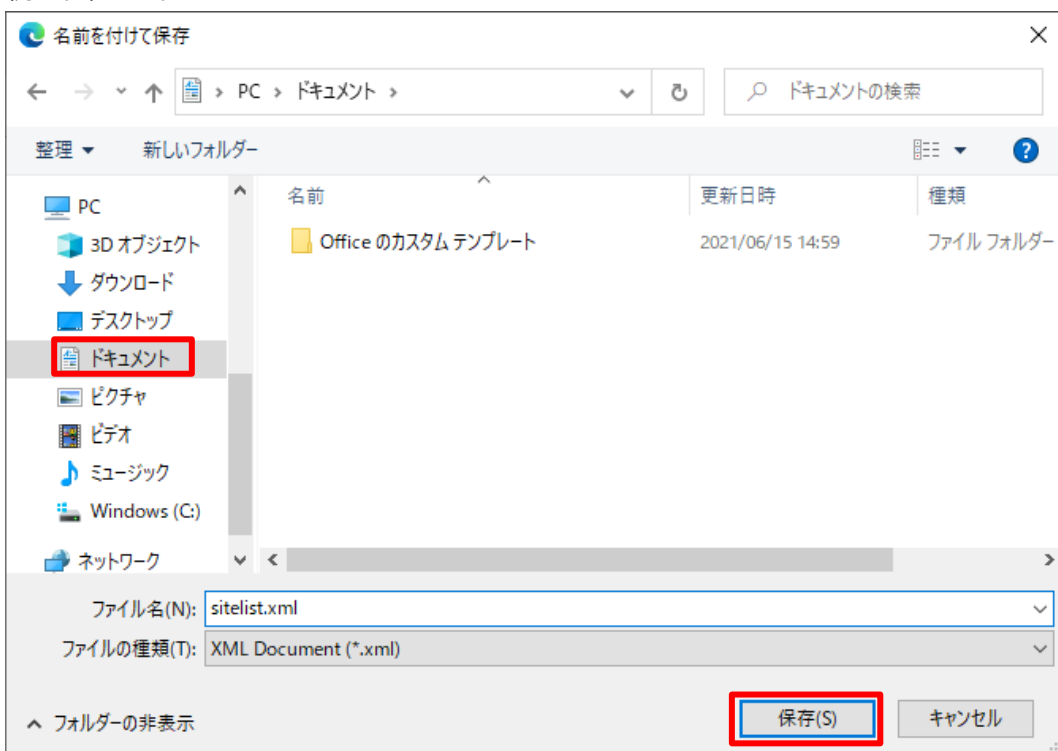 名前を付けて保存
PC › ドキュメント ›
ドキュメントの検索
整理
新しいフォルダー
名前 更新日時 種類
Office のカスタム テンプレート 2021/06/15 14:59 ファイル フォルダー
PC
3D オブジェクト
ダウンロード
デスクトップ
ドキュメント
ピクチャ
ビデオ
ミュージック
Windows (C:)
ネットワーク
ファイル名(N): sitelist.xml
ファイルの種類(T): XML Document (*.xml)
フォルダーの非表示
保存(S)
キャンセル